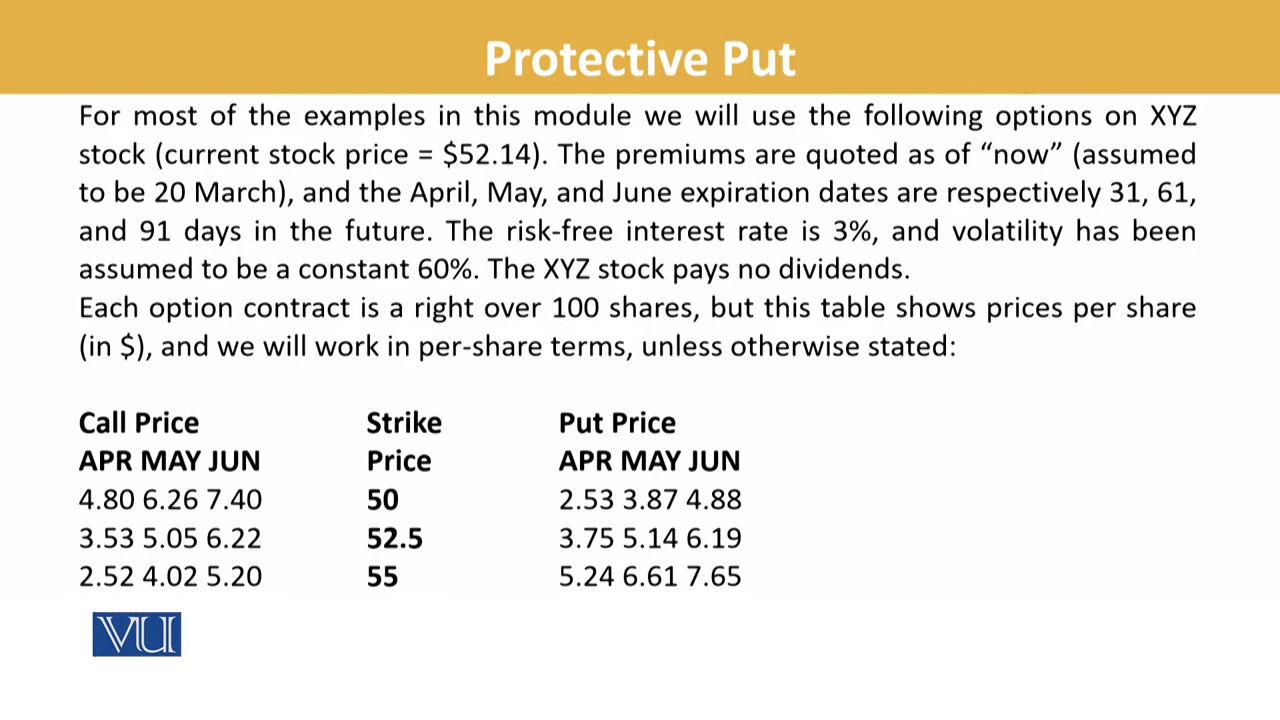 Protective Put
For most of the examples in this module we will use the following options on XYZ
stock (current stock price = $52.14). The premiums are quoted as of “now” (assumed
to be 20 March), and the April, May, and June expiration dates are respectively 31, 61,
and 91 days in the future. The risk-free interest rate is 3%, and volatility has been
assumed to be a constant 60%. The XYZ stock pays no dividends.
Each option contract is a right over 100 shares, but this table shows prices per share
(in $), and we will work in per-share terms, unless otherwise stated:
Call Price Strike Put Price
APR MAY JUN Price APR MAY JUN
4.80 6.26 7.40 50 2.53 3.87 4.88
3.53 5.05 6.22 52.5 3.75 5.14 6.19
2.52 4.02 5.20 55 5.24 6.61 7.65
VU